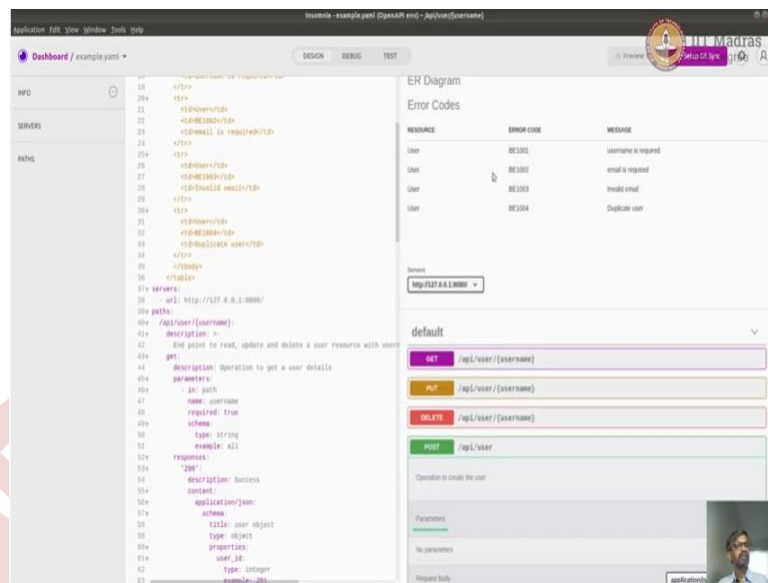 Insomnia - example.yaml (OpenAPI env) - /api/user/{username}
Application Edit View Window Tools Help
Dashboard / example.yaml
DESIGN DEBUG TEST
Preview
Setup Git Sync
IIT Madras
INFO
SERVERS
PATHS
19 </tr>
20 <tr>
21 <td>User</td>
22 <td>BE1002</td>
23 <td>email is required</td>
24 </tr>
25 <tr>
26 <td>User</td>
27 <td>BE1003</td>
28 <td>Invalid email</td>
29 </tr>
30 <tr>
31 <td>User</td>
32 <td>BE1004</td>
33 <td>Duplicate user</td>
34 </tr>
35 </tbody>
36 </table>
37 servers:
38 - url: http://127.0.0.1:8080/
39 paths:
40 /api/user/{username}:
41 description: >-
42 End point to read, update and delete a user resource with
43 get:
44 description: Operation to get a user details
45 parameters:
46 - in: path
47 name: username
48 required: true
49 schema:
50 type: string
51 example: ali
52 responses:
53 '200':
54 description: Success
55 content:
56 application/json:
57 schema:
58 title: user object
59 type: object
60 properties:
61 user_id:
62 type: integer
63 example: 201
ER Diagram
Error Codes
RESOURCE ERROR CODE MESSAGE
User BE1001 username is required
User BE1002 email is required
User BE1003 Invalid email
User BE1004 Duplicate user
Servers
http://127.0.0.1:8080/
default
GET /api/user/{username}
PUT /api/user/{username}
DELETE /api/user/{username}
POST /api/user
Operation to create the user
Parameters
No parameters
Request body